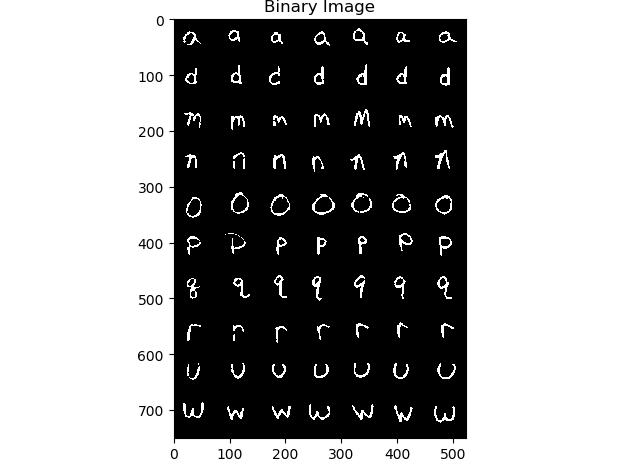 Binary Image
0
a a a a a a a
100
d d d d d d d
m m m m m m m
200
n n n n n n n
300
o o o o o o o
400
p p p p p p p
500
q q q q q q q
r r r r r r r
600
u u u u u u u
700
w w w w w w w
0 100 200 300 400 500